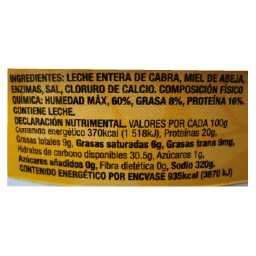 INGREDIENTES: LECHE ENTERA DE CABRA, MIEL DE ABEJA,
ENZIMAS, SAL, CLORURO DE CALCIO. COMPOSICIÓN FÍSICO
QUÍMICA: HUMEDAD MÁX, 60%, GRASA 8%, PROTEÍNA 16%
CONTIENE LECHE.
DECLARACIÓN NUTRIMENTAL. VALORES POR CADA 100g
Contenido energético 370kcal (1 518kJ), Proteínas 20g,
Grasas totales 9g, Grasas saturadas 6g, Grasas trans 9mg,
Hidratos de carbono disponibles 30.5g, Azúcares 1g,
Azúcares añadidos 0g, Fibra dietética 0g, Sodio 320g.
CONTENIDO ENERGÉTICO POR ENVASE 935kcal (3870 kJ)